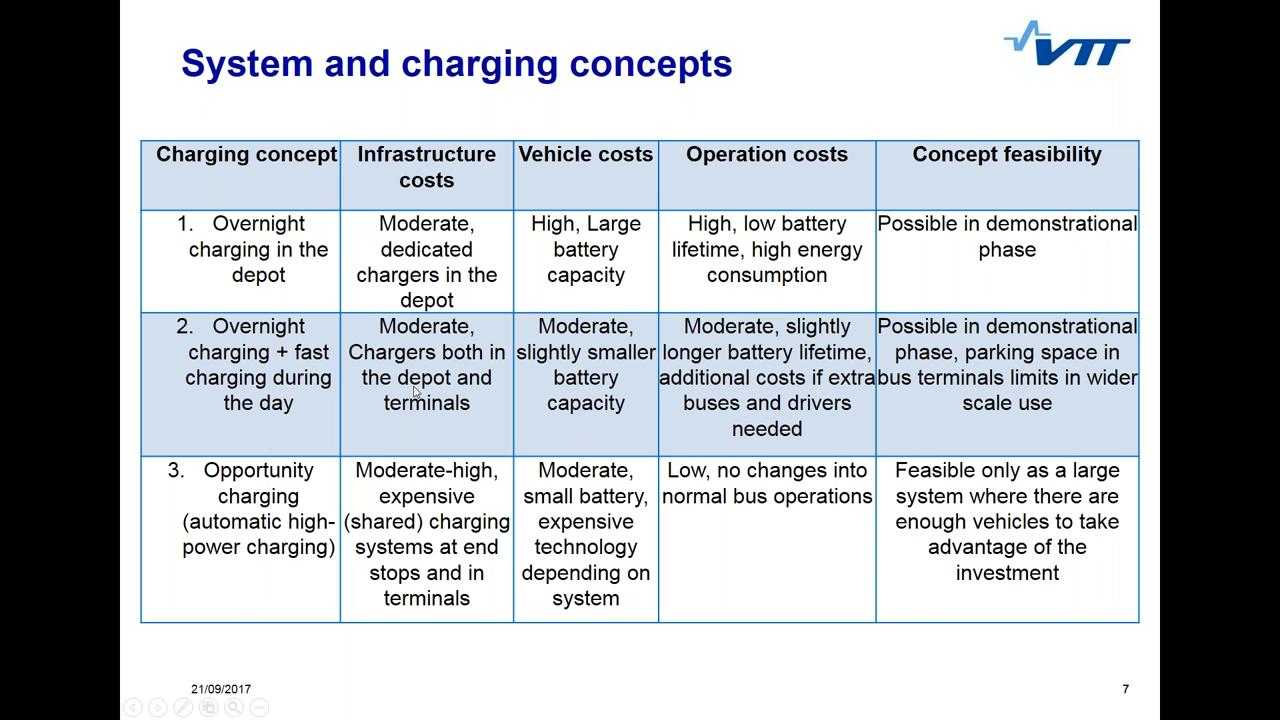 System and charging concepts
VTT
Charging concept
Infrastructure
costs
Vehicle costs
Operation costs
Concept feasibility
1. Overnight
charging in the
depot
Moderate,
dedicated
chargers in the
depot
High, Large
battery
capacity
High, low battery
lifetime, high energy
consumption
Possible in demonstrational
phase
2. Overnight
charging + fast
charging during
the day
Moderate,
Chargers both in
the depot and
terminals
Moderate,
slightly smaller
battery
capacity
Moderate, slightly
longer battery lifetime,
additional costs if extra
buses and drivers
needed
Possible in demonstrational
phase, parking space in
bus terminals limits in wider
scale use
3. Opportunity
charging
(automatic high-
power charging)
Moderate-high,
expensive
(shared) charging
systems at end
stops and in
terminals
Moderate,
small battery,
expensive
technology
depending on
system
Low, no changes into
normal bus operations
Feasible only as a large
system where there are
enough vehicles to take
advantage of the
investment
21/09/2017
7